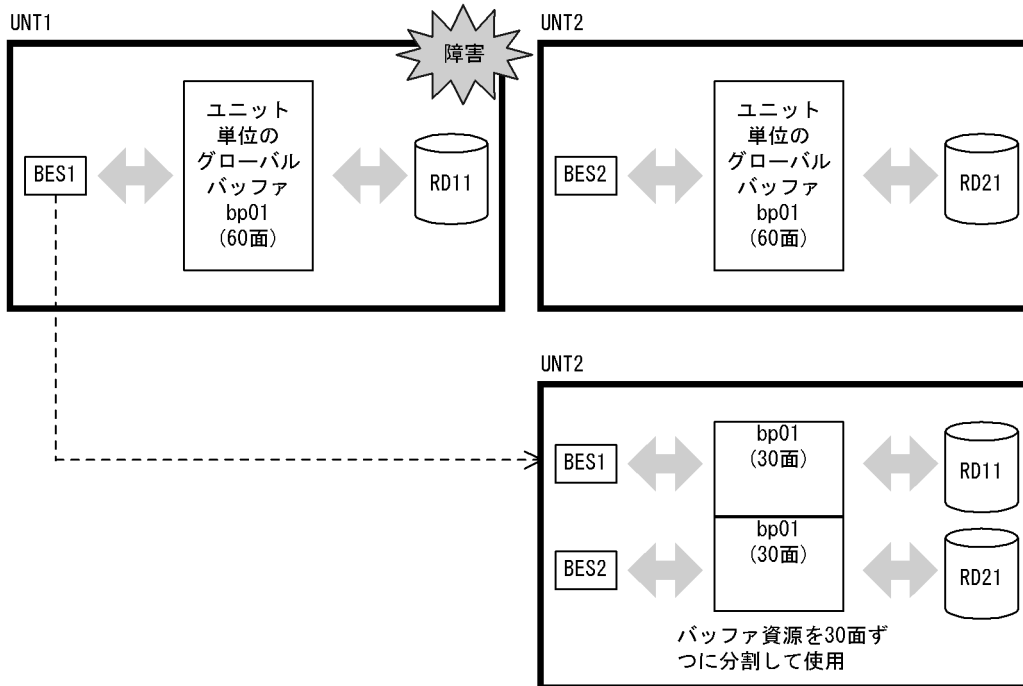 UNT1
障害
BES1
ユニット
単位の
グローバル
バッファ
bp01
(60面)
RD11
UNT2
BES2
ユニット
単位の
グローバル
バッファ
bp01
(60面)
RD21
UNT2
BES1
bp01
(30面)
RD11
BES2
bp01
(30面)
RD21
バッファ資源を30面ず
つに分割して使用